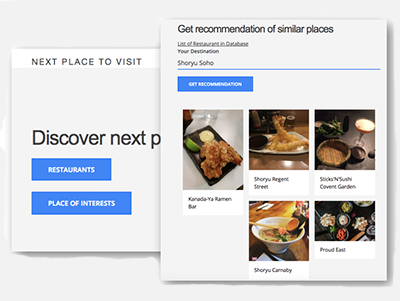 NEXT PLACE TO VISIT
Discover next p
RESTAURANTS
PLACE OF INTERESTS
Get recommendation of similar places
List of Restaurant in Database
Your Destination
Shoryu Soho
GET RECOMMENDATION
Kanada-Ya Ramen
Bar
Shoryu Regent
Street
Sticks'N'Sushi
Covent Garden
Shoryu Carnaby
Proud East